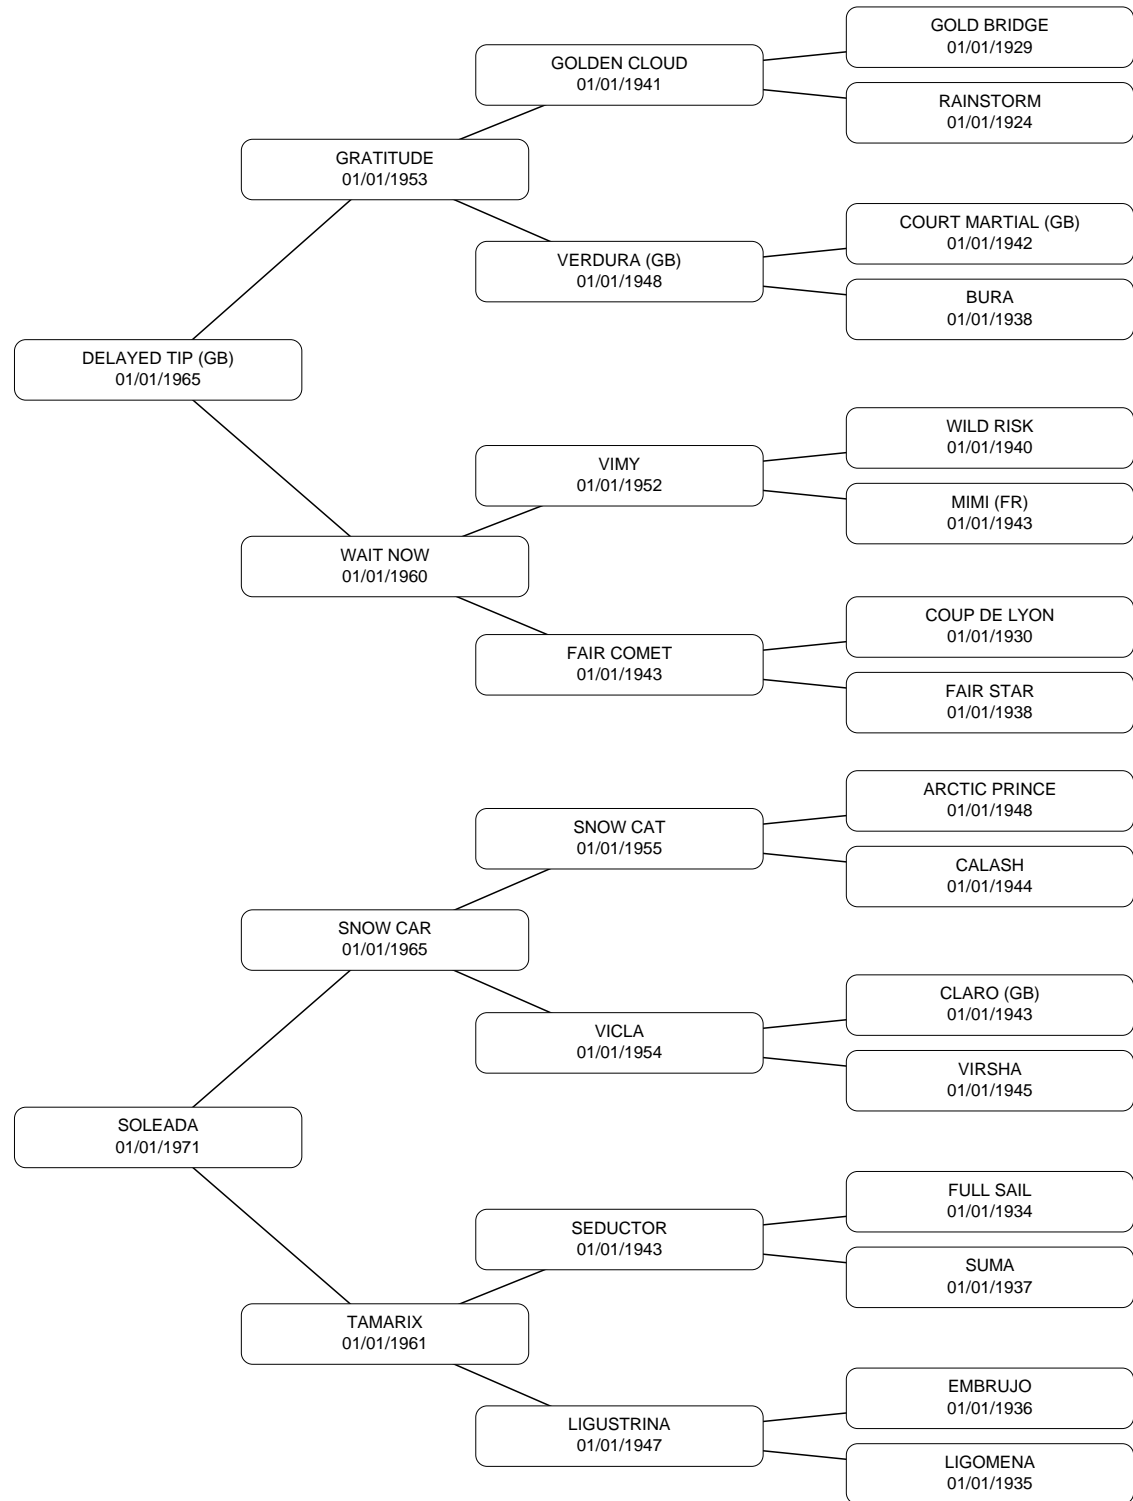 GOLD BRIDGE
01/01/1929
GOLDEN CLOUD
01/01/1941
RAINSTORM
01/01/1924
GRATITUDE
01/01/1953
COURT MARTIAL (GB)
01/01/1942
VERDURA (GB)
01/01/1948
BURA
01/01/1938
DELAYED TIP (GB)
01/01/1965
WILD RISK
01/01/1940
VIMY
01/01/1952
MIMI (FR)
01/01/1943
WAIT NOW
01/01/1960
COUP DE LYON
01/01/1930
FAIR COMET
01/01/1943
FAIR STAR
01/01/1938
ARCTIC PRINCE
01/01/1948
SNOW CAT
01/01/1955
CALASH
01/01/1944
SNOW CAR
01/01/1965
CLARO (GB)
01/01/1943
VICLA
01/01/1954
VIRSHA
01/01/1945
SOLEADA
01/01/1971
FULL SAIL
01/01/1934
SEDUCTOR
01/01/1943
SUMA
01/01/1937
TAMARIX
01/01/1961
EMBRUJO
01/01/1936
LIGUSTRINA
01/01/1947
LIGOMENA
01/01/1935